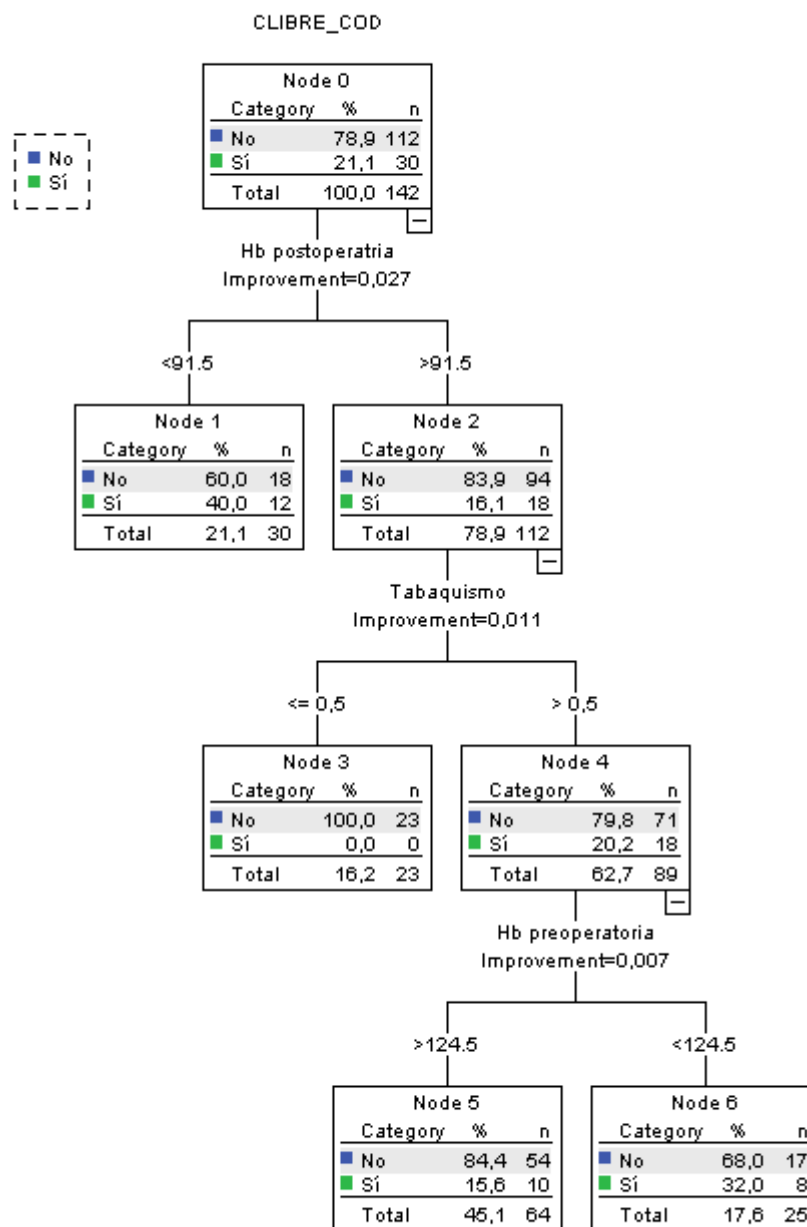 CLIBRE_COD
No
Sí
Node 0
Category % n
No 78,9 112
Sí 21,1 30
Total 100,0 142
Hb postoperatria
Improvement=0,027
<91.5 >91.5
Node 1
Category % n
No 60,0 18
Sí 40,0 12
Total 21,1 30
Node 2
Category % n
No 83,9 94
Sí 16,1 18
Total 78,9 112
Tabaquismo
Improvement=0,011
<= 0,5 > 0,5
Node 3
Category % n
No 100,0 23
Sí 0,0 0
Total 16,2 23
Node 4
Category % n
No 79,8 71
Sí 20,2 18
Total 62,7 89
Hb preoperatoria
Improvement=0,007
>124.5 <124.5
Node 5
Category % n
No 84,4 54
Sí 15,6 10
Total 45,1 64
Node 6
Category % n
No 68,0 17
Sí 32,0 8
Total 17,6 25